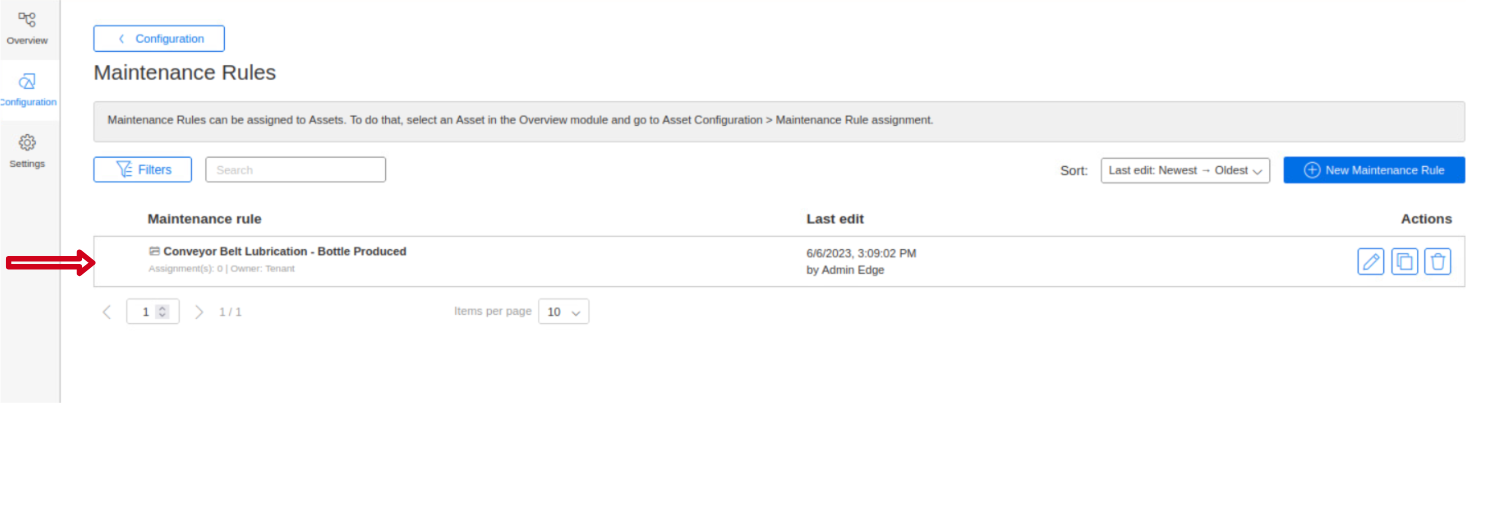 Overview
Configuration
Settings
Configuration
Maintenance Rules
Maintenance Rules can be assigned to Assets. To do that, select an Asset in the Overview module and go to Asset Configuration > Maintenance Rule assignment.
Filters
Search
Sort:
Last edit: Newest → Oldest
New Maintenance Rule
Maintenance rule
Last edit
Actions
Conveyor Belt Lubrication - Bottle Produced
Assignment(s): 0 | Owner: Tenant
6/6/2023, 3:09:02 PM
by Admin Edge
1
1 / 1
Items per page
10